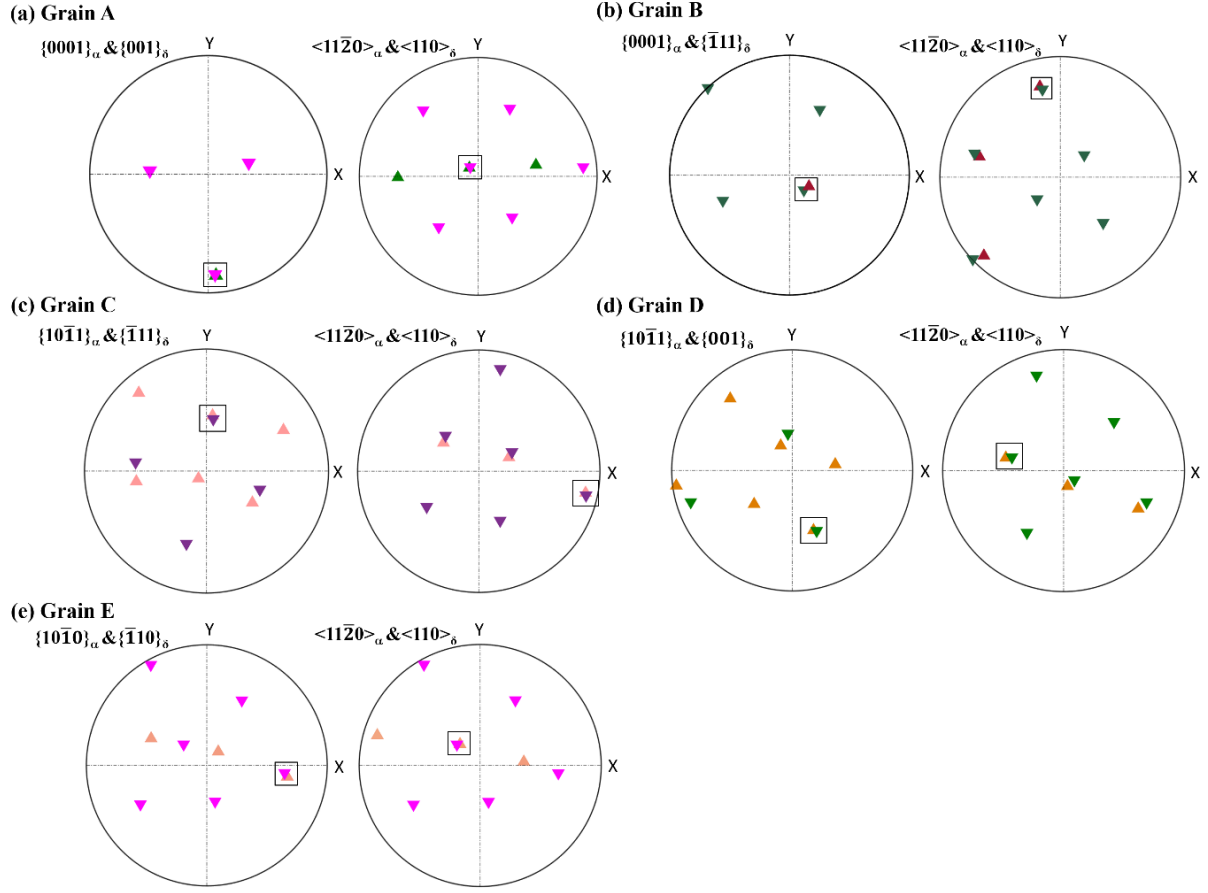 (a) Grain A
{0001}α & {001}δ
Y
X
<112̅0>α & <110>δ
Y
X
(b) Grain B
{0001}α & {1̅11}δ
Y
X
<112̅0>α & <110>δ
Y
X
(c) Grain C
{101̅1}α & {1̅11}δ
Y
X
<112̅0>α & <110>δ
Y
X
(d) Grain D
{101̅1}α & {001}δ
Y
X
<112̅0>α & <110>δ
Y
X
(e) Grain E
{101̅0}α & {1̅10}δ
Y
X
<112̅0>α & <110>δ
Y
X